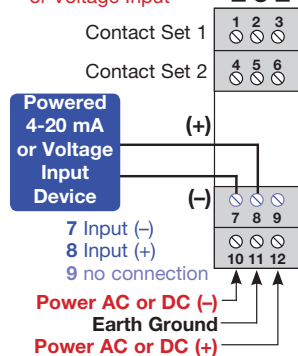 or Voltage Input
Contact Set 1
1 2 3
Contact Set 2
4 5 6
Powered
4-20 mA
or Voltage
Input
Device
(+)
(–)
7 8 9
7 Input (–)
8 Input (+)
9 no connection
10 11 12
Power AC or DC (–)
Earth Ground
Power AC or DC (+)